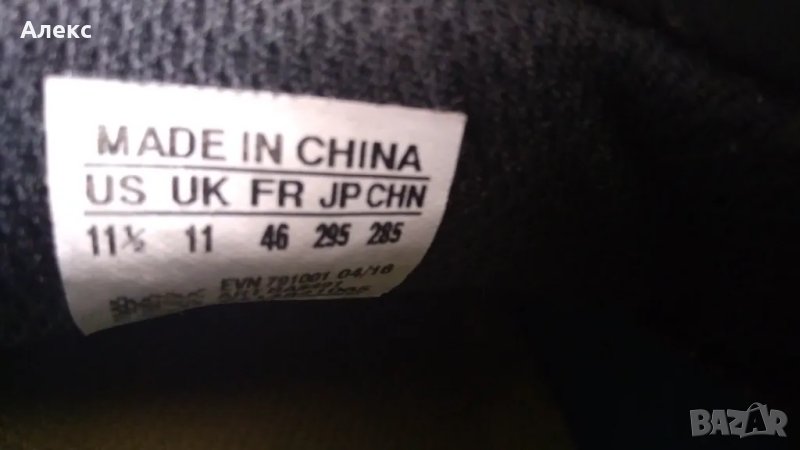 Алекс
MADE IN CHINA
US UK FR JP CHN
11½ 11 46 295 285
EVN 791001 04/16
BAZAR